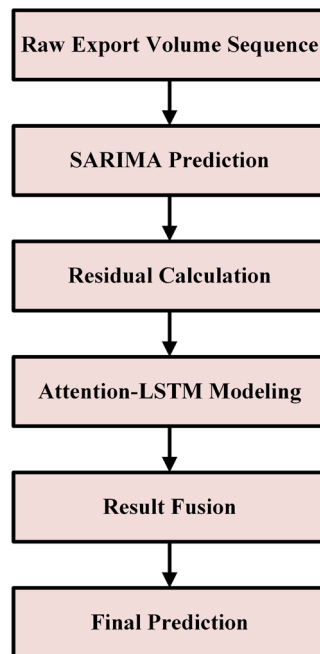 Raw Export Volume Sequence
SARIMA Prediction
Residual Calculation
Attention-LSTM Modeling
Result Fusion
Final Prediction